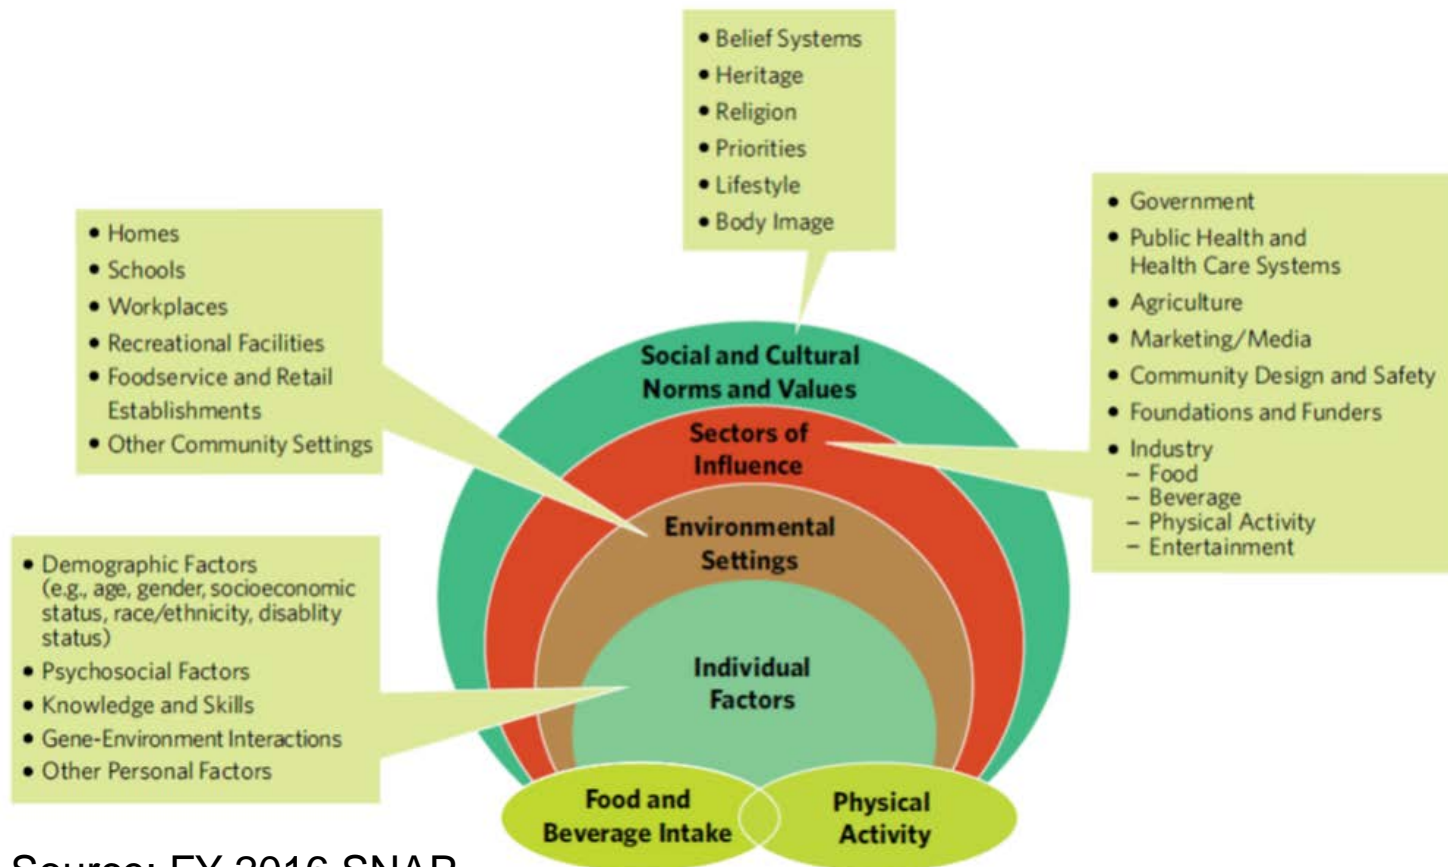 • Belief Systems
• Heritage
• Religion
• Priorities
• Lifestyle
• Body Image
• Homes
• Schools
• Workplaces
• Recreational Facilities
• Foodservice and Retail
Establishments
• Other Community Settings
• Government
• Public Health and
Health Care Systems
• Agriculture
• Marketing/Media
• Community Design and Safety
• Foundations and Funders
• Industry
– Food
– Beverage
– Physical Activity
– Entertainment
Social and Cultural
Norms and Values
Sectors of
Influence
Environmental
Settings
Individual
Factors
• Demographic Factors
(e.g., age, gender, socioeconomic
status, race/ethnicity, disablity
status)
• Psychosocial Factors
• Knowledge and Skills
• Gene-Environment Interactions
• Other Personal Factors
Food and
Beverage Intake
Physical
Activity
Source: FY 2016 SNAP